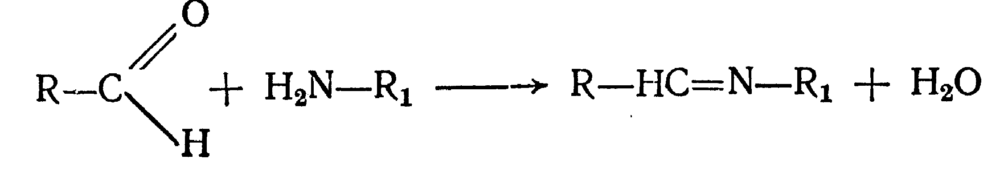 O
R—C + H₂N—R₁ ⟶ R—HC=N—R₁ + H₂O
H